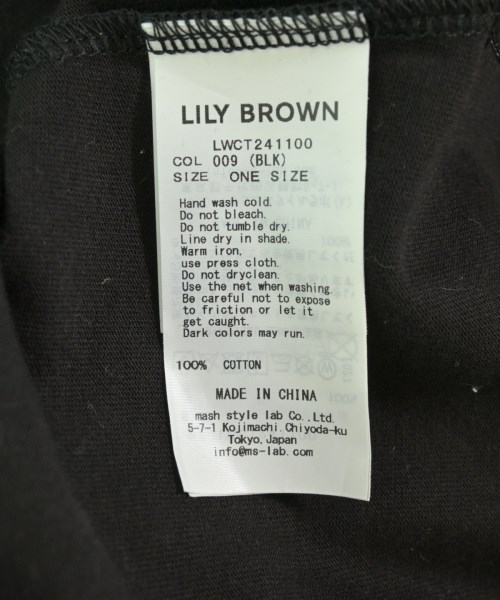 LILY BROWN
LWCT241100
COL 009 (BLK)
SIZE ONE SIZE
Hand wash cold.
Do not bleach.
Do not tumble dry.
Line dry in shade.
Warm iron,
use press cloth.
Do not dryclean.
Use the net when washing.
Be careful not to expose
to friction or let it
get caught.
Dark colors may run.
100% COTTON
MADE IN CHINA
mash style lab Co.,Ltd.
5-7-1 Kojimachi.Chiyoda-ku
Tokyo.Japan
info@ms-lab.com